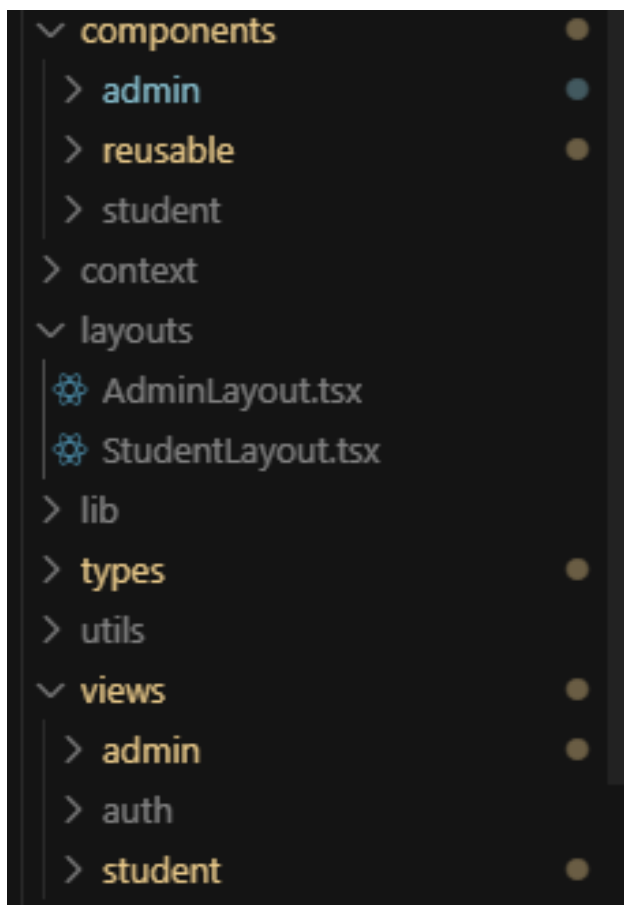 components
admin
reusable
student
context
layouts
AdminLayout.tsx
StudentLayout.tsx
lib
types
utils
views
admin
auth
student